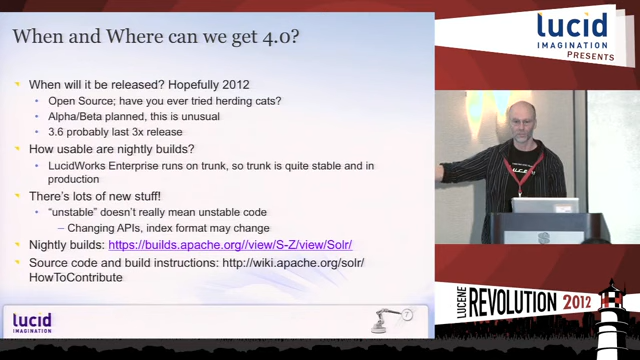 When and Where can we get 4.0?
When will it be released? Hopefully 2012
Open Source; have you ever tried herding cats?
Alpha/Beta planned, this is unusual
3.6 probably last 3x release
How usable are nightly builds?
LucidWorks Enterprise runs on trunk, so trunk is quite stable and in
production
There's lots of new stuff!
"unstable" doesn't really mean unstable code
– Changing APIs, index format may change
Nightly builds: https://builds.apache.org//view/S-Z/view/Solr/
Source code and build instructions: http://wiki.apache.org/solr/
HowToContribute
lucid
IMAGINATION
7
lucid
IMAGINATION
PRESENTS
LUCENE
REVOLUTION 2012